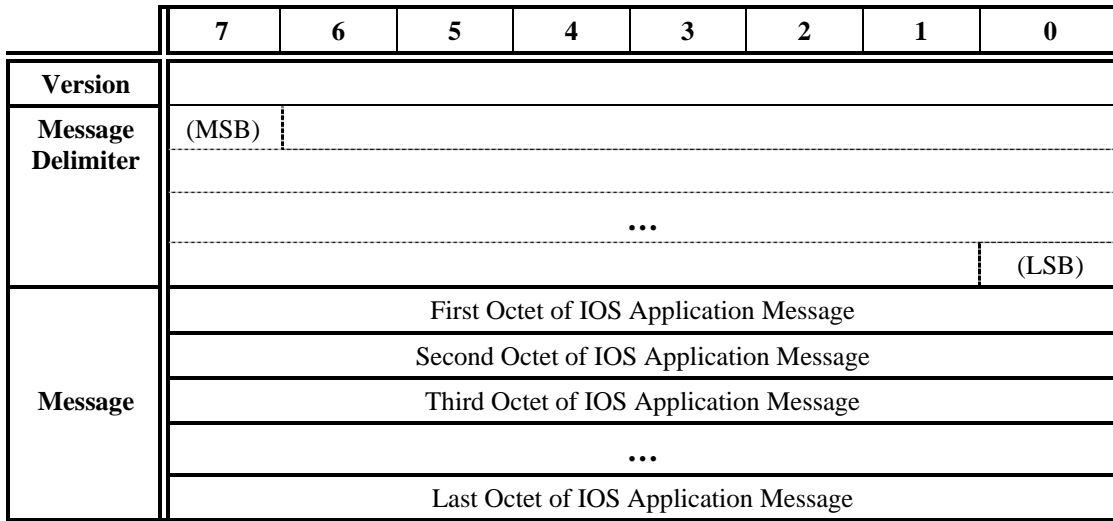 7 6 5 4 3 2 1 0
Version
Message (MSB)
Delimiter
...
(LSB)
First Octet of IOS Application Message
Second Octet of IOS Application Message
Message Third Octet of IOS Application Message
...
Last Octet of IOS Application Message